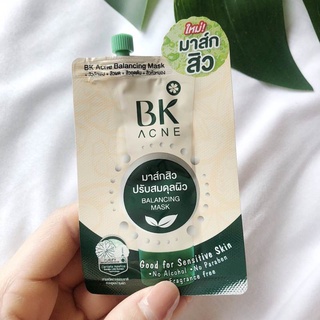 ใหม่!
มาส์ก
สิว
BK Acne Balancing Mask
BK
ACNE
มาส์กสิว
ปรับสมดุลผิว
BALANCING
MASK
Good for Sensitive Skin
• No Alcohol • No Paraben
Fragrance free